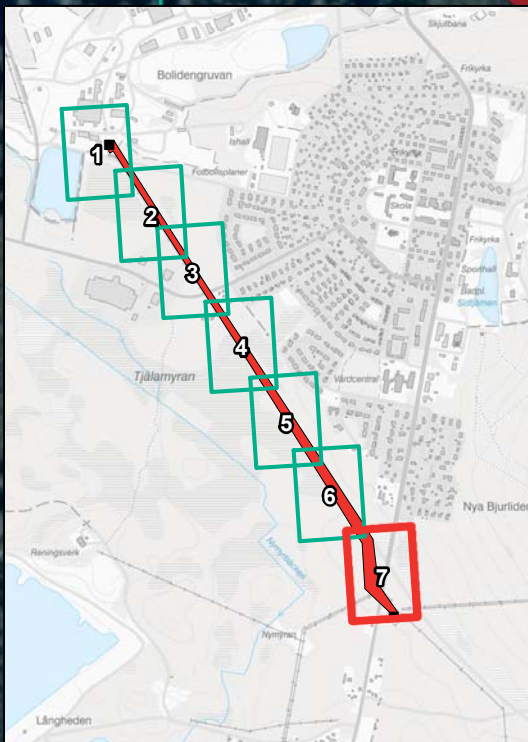 Skjutbana
Frikyrka
Bolidengruvan
Ishall
Fotbollsplaner
Frikyrka
Skola
Frikyrka
Sporthall
Badpl.
1
2
3
4
Tjälamyran
Vårdcentral
5
6
Nya Bjurliden
Reningsverk
7
Nymyran
Långheden